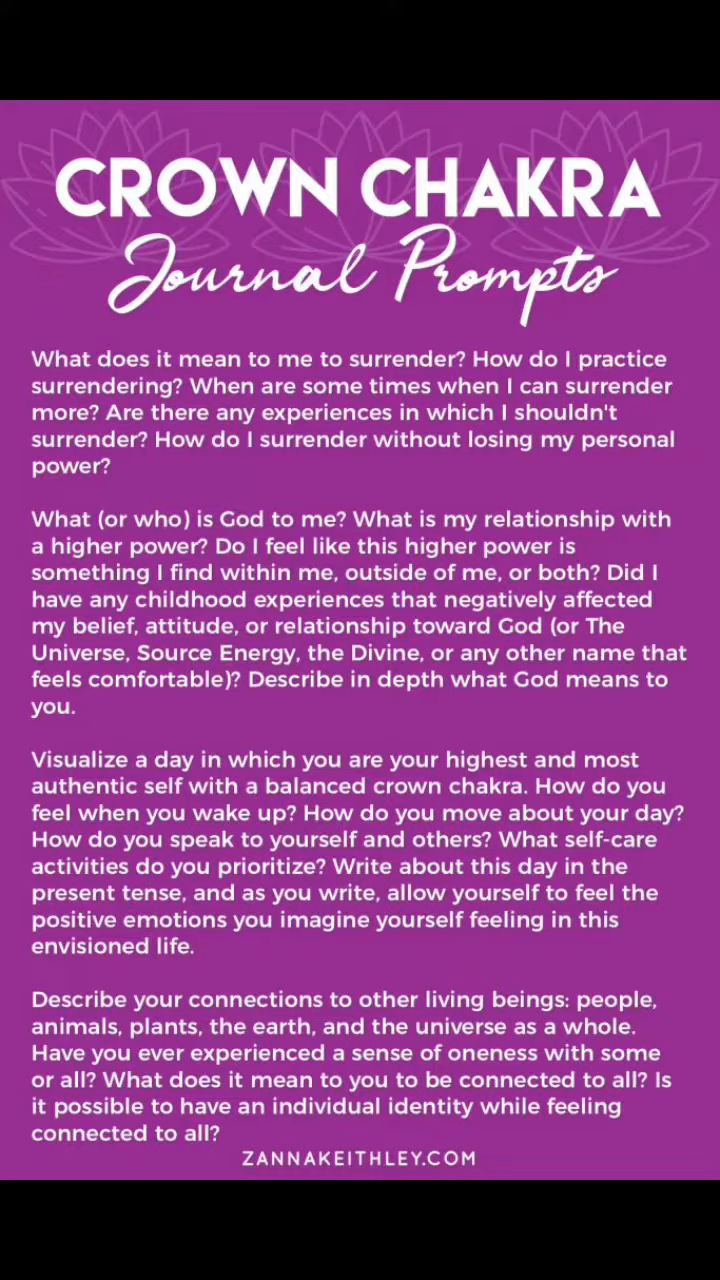 CROWN CHAKRA
Journal Prompts
What does it mean to me to surrender? How do I practice
surrendering? When are some times when I can surrender
more? Are there any experiences in which I shouldn't
surrender? How do I surrender without losing my personal
power?
What (or who) is God to me? What is my relationship with
a higher power? Do I feel like this higher power is
something I find within me, outside of me, or both? Did I
have any childhood experiences that negatively affected
my belief, attitude, or relationship toward God (or The
Universe, Source Energy, the Divine, or any other name that
feels comfortable)? Describe in depth what God means to
you.
Visualize a day in which you are your highest and most
authentic self with a balanced crown chakra. How do you
feel when you wake up? How do you move about your day?
How do you speak to yourself and others? What self-care
activities do you prioritize? Write about this day in the
present tense, and as you write, allow yourself to feel the
positive emotions you imagine yourself feeling in this
envisioned life.
Describe your connections to other living beings: people,
animals, plants, the earth, and the universe as a whole.
Have you ever experienced a sense of oneness with some
or all? What does it mean to you to be connected to all? Is
it possible to have an individual identity while feeling
connected to all?
ZANNAKEITHLEY.COM